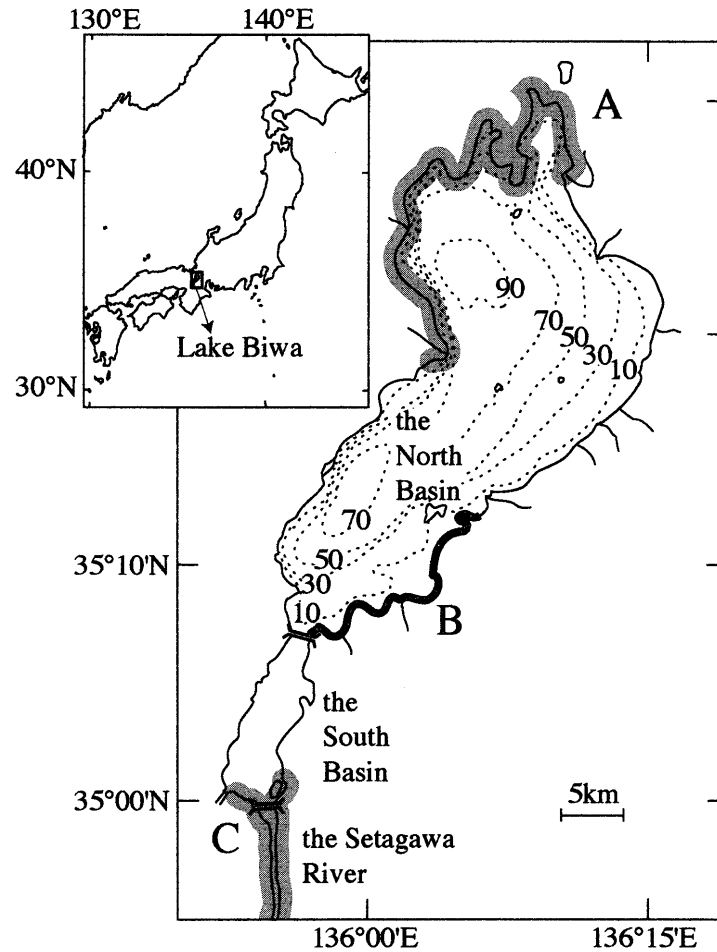 130°E
140°E
40°N
30°N
Lake Biwa
A
90
70
50
30
10
the
North
Basin
70
50
30
10
35°10'N
B
the
South
Basin
35°00'N
5km
C
the Setagawa
River
136°00'E
136°15'E